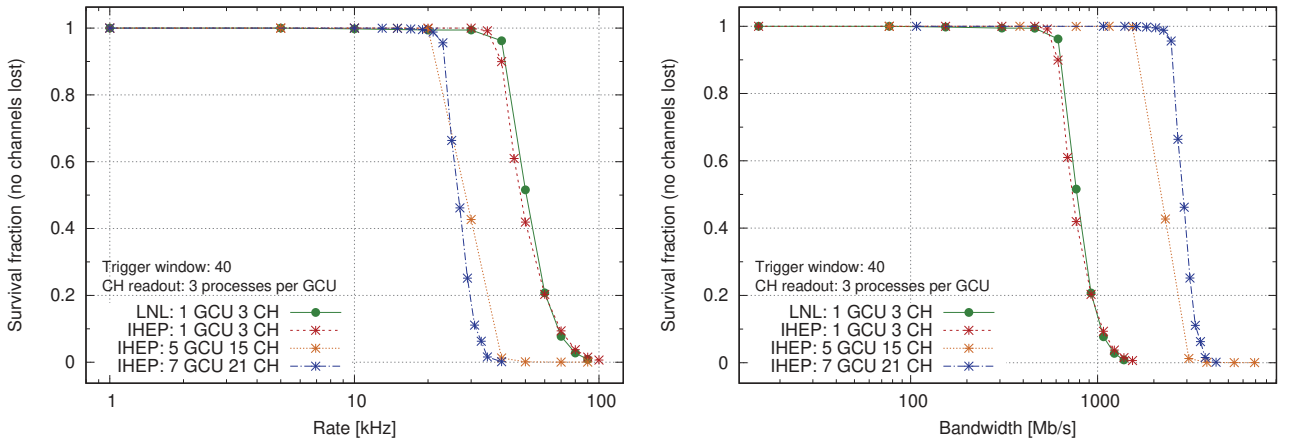 Survival fraction (no channels lost)
1
0.8
0.6
0.4
0.2
0
Trigger window: 40
CH readout: 3 processes per GCU
LNL: 1 GCU 3 CH
IHEP: 1 GCU 3 CH
IHEP: 5 GCU 15 CH
IHEP: 7 GCU 21 CH
1 10 100
Rate [kHz]
Survival fraction (no channels lost)
1
0.8
0.6
0.4
0.2
0
Trigger window: 40
CH readout: 3 processes per GCU
LNL: 1 GCU 3 CH
IHEP: 1 GCU 3 CH
IHEP: 5 GCU 15 CH
IHEP: 7 GCU 21 CH
100 1000
Bandwidth [Mb/s]